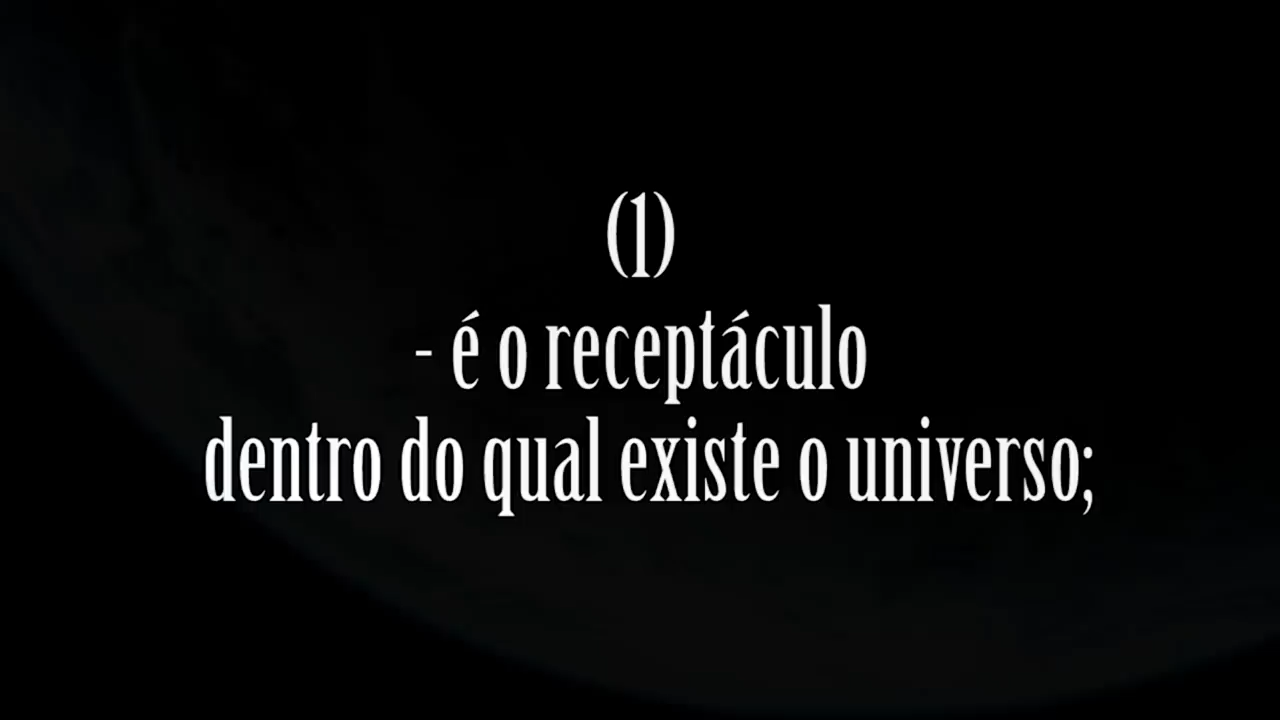 (1)
- é o receptáculo
dentro do qual existe o universo;